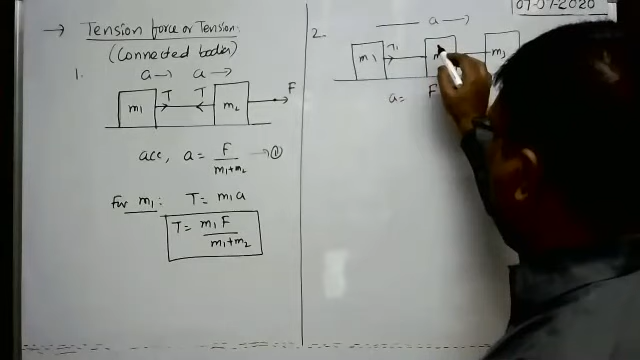 → Tension force or Tension:
(Connected bodies)
1.
a→ a→
T T
m1 m2 F
acc, a = F/(m1+m2) → ①
For m1: T = m1a
T = m1F/(m1+m2)
07-07-2020
2.
a →
m1 T1 m m3
a = F